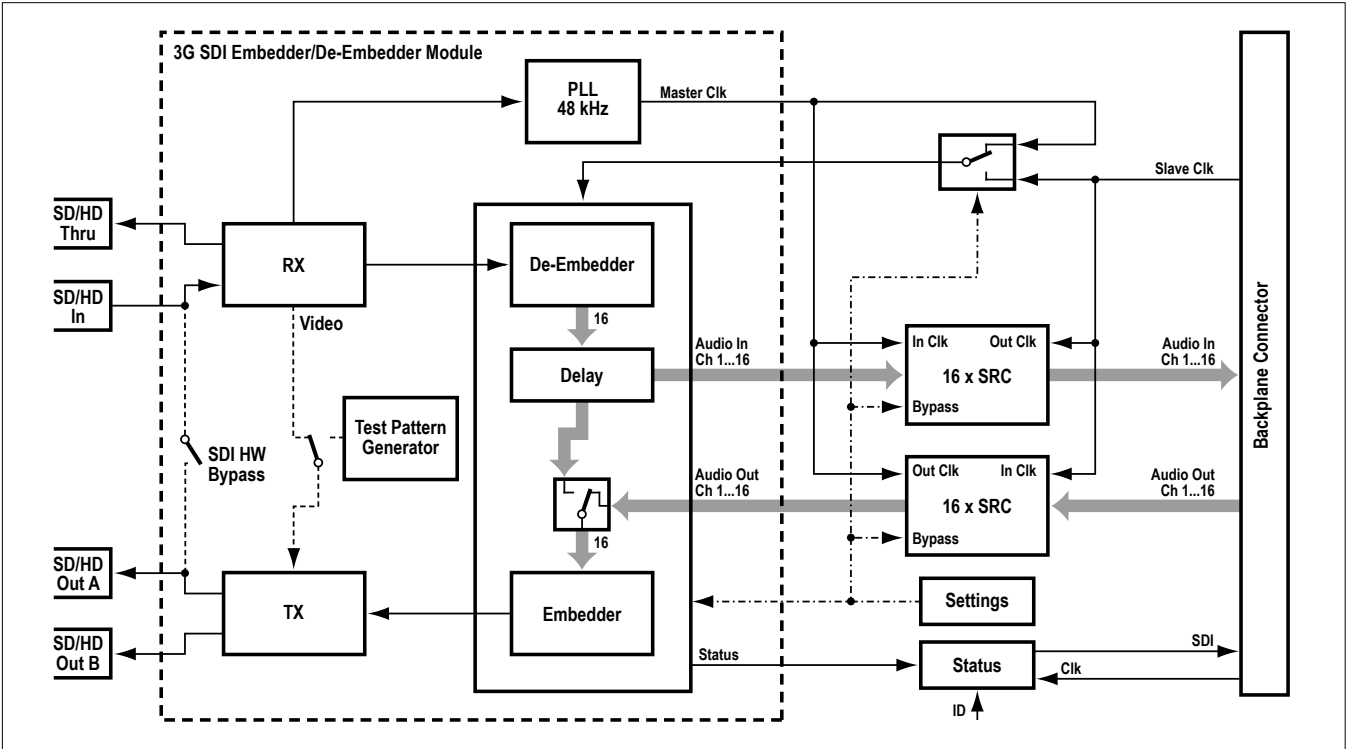 3G SDI Embedder/De-Embedder Module
PLL
48 kHz
Master Clk
Slave Clk
SD/HD
Thru
SD/HD
In
RX
Video
De-Embedder
16
Delay
Audio In
Ch 1...16
In Clk
Out Clk
16 x SRC
Bypass
Audio In
Ch 1...16
Backplane Connector
Test Pattern
Generator
SDI HW
Bypass
Audio Out
Ch 1...16
Out Clk
In Clk
16 x SRC
Bypass
Audio Out
Ch 1...16
16
SD/HD
Out A
SD/HD
Out B
TX
Embedder
Settings
Status
Status
SDI
Clk
ID